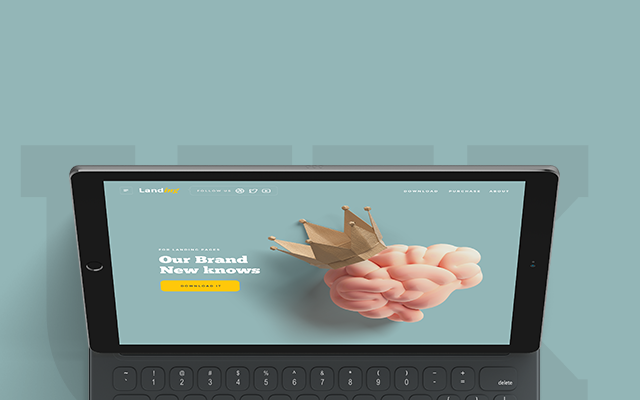 Landing
FOLLOW US
DOWNLOAD PURCHASE ABOUT
FOR LANDING PAGES
Our Brand
New knows
DOWNLOAD IT
~ ! @ # $ % ^ & * ( ) _ +
` 1 2 3 4 5 6 7 8 9 0 - = delete